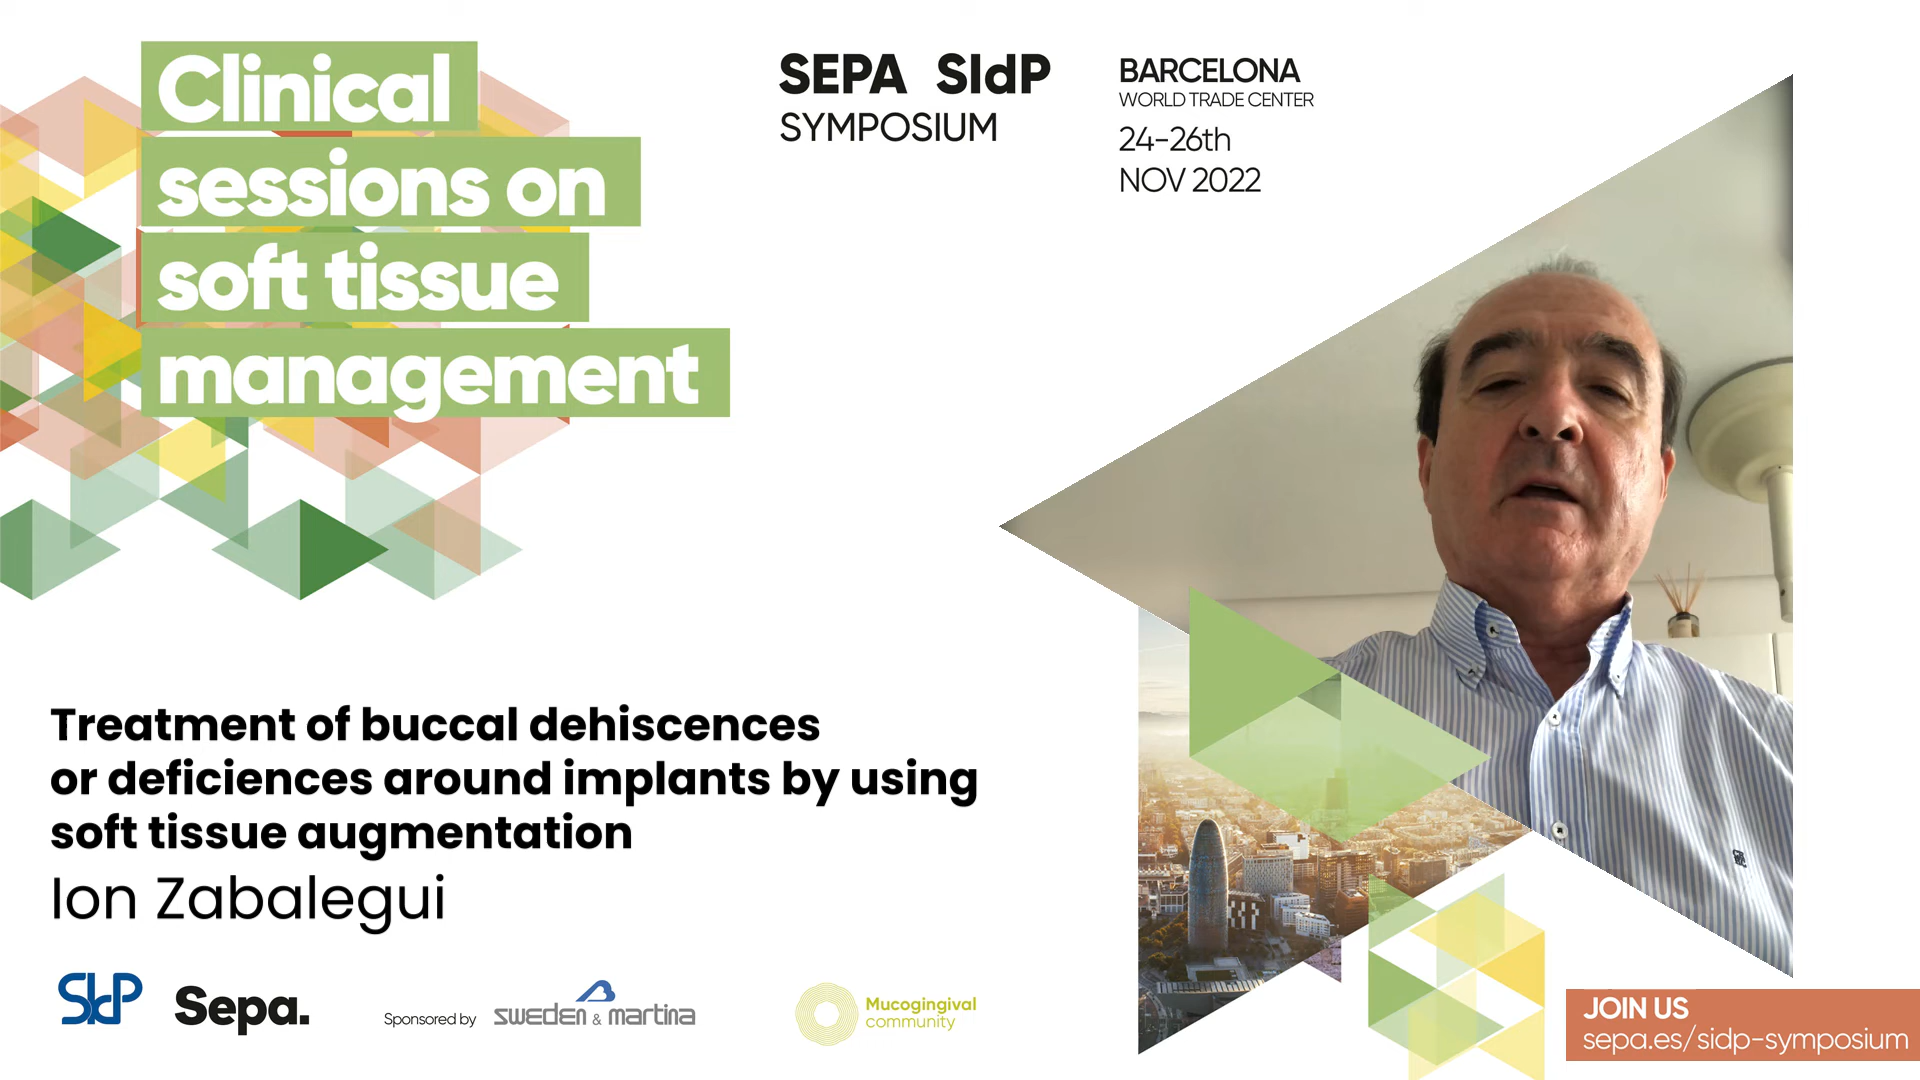 Clinical
sessions on
soft tissue
management
SEPA SIdP
SYMPOSIUM
BARCELONA
WORLD TRADE CENTER
24-26th
NOV 2022
Treatment of buccal dehiscences
or deficiences around implants by using
soft tissue augmentation
Ion Zabalegui
SIdP
Sepa.
Sponsored by
sweden & martina
Mucogingival
community
JOIN US
sepa.es/sidp-symposium